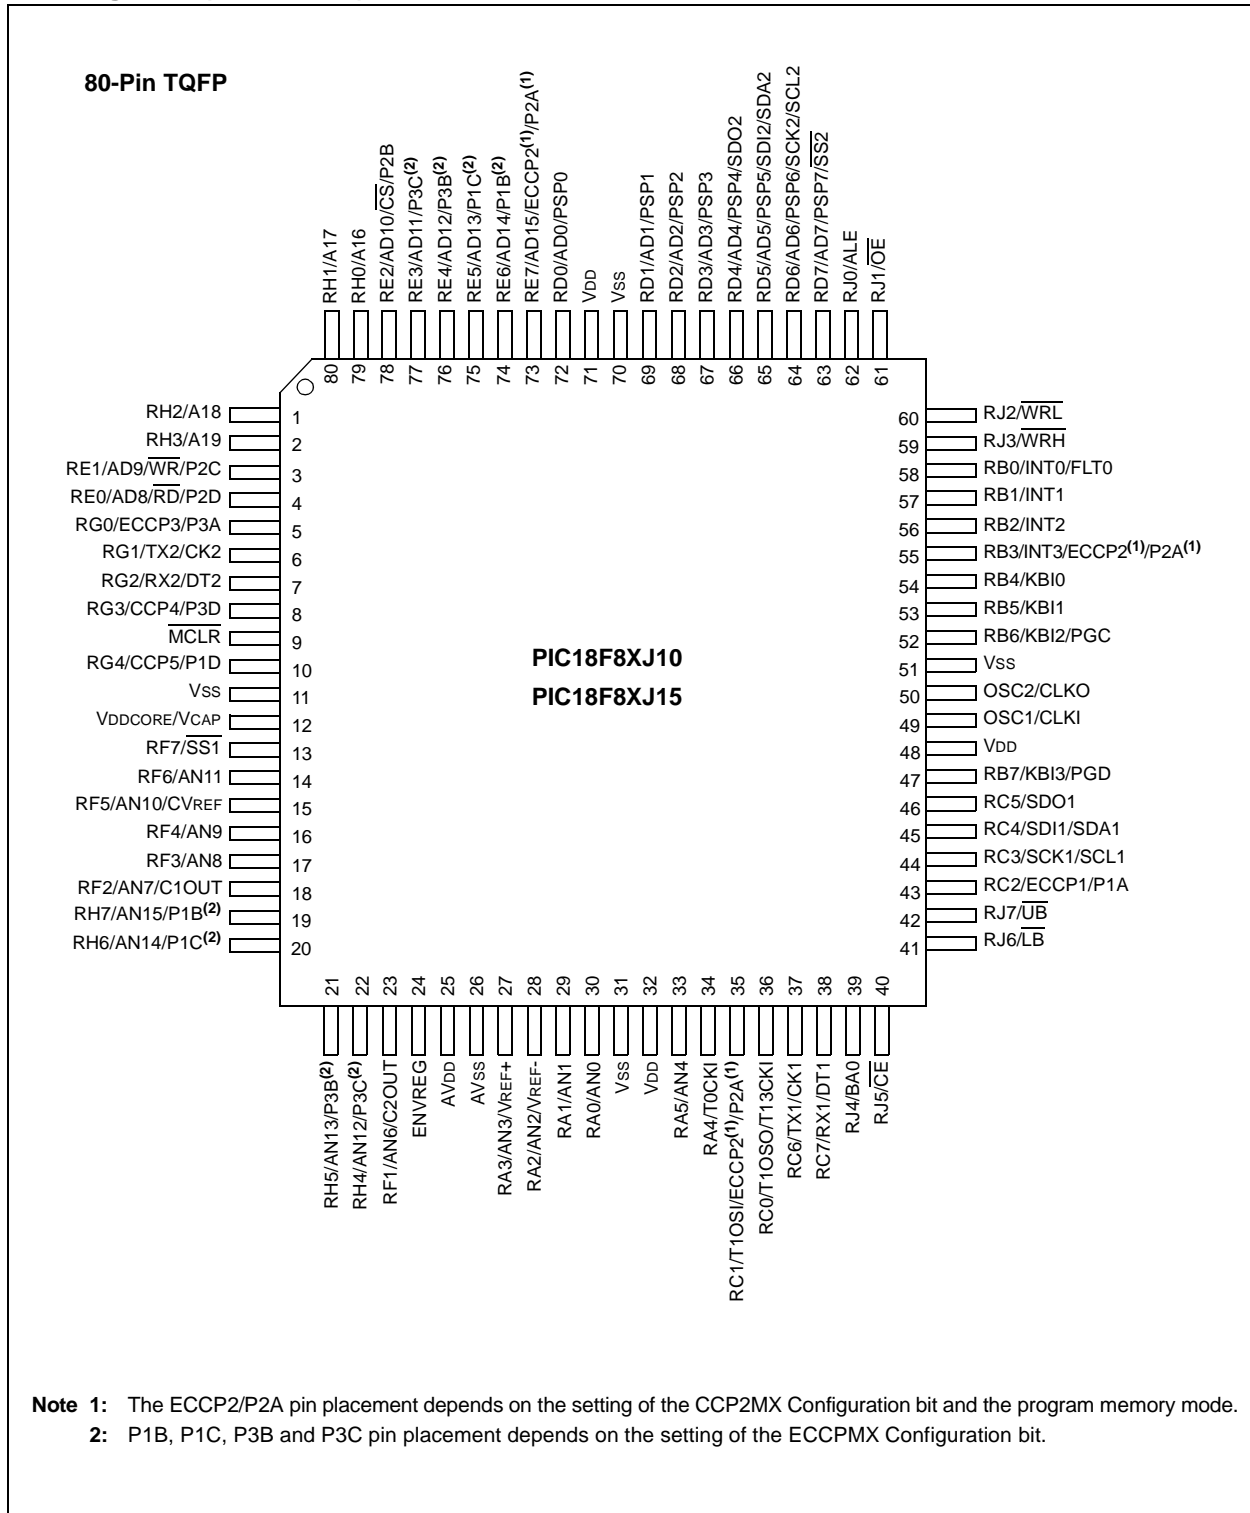 80-Pin TQFP
RH1/A17
RH0/A16
RE2/AD10/CS/P2B
RE3/AD11/P3C(2)
RE4/AD12/P3B(2)
RE5/AD13/P1C(2)
RE6/AD14/P1B(2)
RE7/AD15/ECCP2(1)/P2A(1)
RD0/AD0/PSP0
VDD
VSS
RD1/AD1/PSP1
RD2/AD2/PSP2
RD3/AD3/PSP3
RD4/AD4/PSP4/SDO2
RD5/AD5/PSP5/SDI2/SDA2
RD6/AD6/PSP6/SCK2/SCL2
RD7/AD7/PSP7/SS2
RJ0/ALE
RJ1/OE
80 79 78 77 76 75 74 73 72 71 70 69 68 67 66 65 64 63 62 61
RH2/A18 1
RH3/A19 2
RE1/AD9/WR/P2C 3
RE0/AD8/RD/P2D 4
RG0/ECCP3/P3A 5
RG1/TX2/CK2 6
RG2/RX2/DT2 7
RG3/CCP4/P3D 8
MCLR 9
RG4/CCP5/P1D 10
VSS 11
VDDCORE/VCAP 12
RF7/SS1 13
RF6/AN11 14
RF5/AN10/CVREF 15
RF4/AN9 16
RF3/AN8 17
RF2/AN7/C1OUT 18
RH7/AN15/P1B(2) 19
RH6/AN14/P1C(2) 20
PIC18F8XJ10
PIC18F8XJ15
60 RJ2/WRL
59 RJ3/WRH
58 RB0/INT0/FLT0
57 RB1/INT1
56 RB2/INT2
55 RB3/INT3/ECCP2(1)/P2A(1)
54 RB4/KBI0
53 RB5/KBI1
52 RB6/KBI2/PGC
51 VSS
50 OSC2/CLKO
49 OSC1/CLKI
48 VDD
47 RB7/KBI3/PGD
46 RC5/SDO1
45 RC4/SDI1/SDA1
44 RC3/SCK1/SCL1
43 RC2/ECCP1/P1A
42 RJ7/UB
41 RJ6/LB
21 22 23 24 25 26 27 28 29 30 31 32 33 34 35 36 37 38 39 40
RH5/AN13/P3B(2)
RH4/AN12/P3C(2)
RF1/AN6/C2OUT
ENVREG
AVDD
AVSS
RA3/AN3/VREF+
RA2/AN2/VREF-
RA1/AN1
RA0/AN0
VSS
VDD
RA5/AN4
RA4/T0CKI
RC1/T1OSI/ECCP2(1)/P2A(1)
RC0/T1OSO/T13CKI
RC6/TX1/CK1
RC7/RX1/DT1
RJ4/BA0
RJ5/CE
Note 1: The ECCP2/P2A pin placement depends on the setting of the CCP2MX Configuration bit and the program memory mode.
2: P1B, P1C, P3B and P3C pin placement depends on the setting of the ECCPMX Configuration bit.